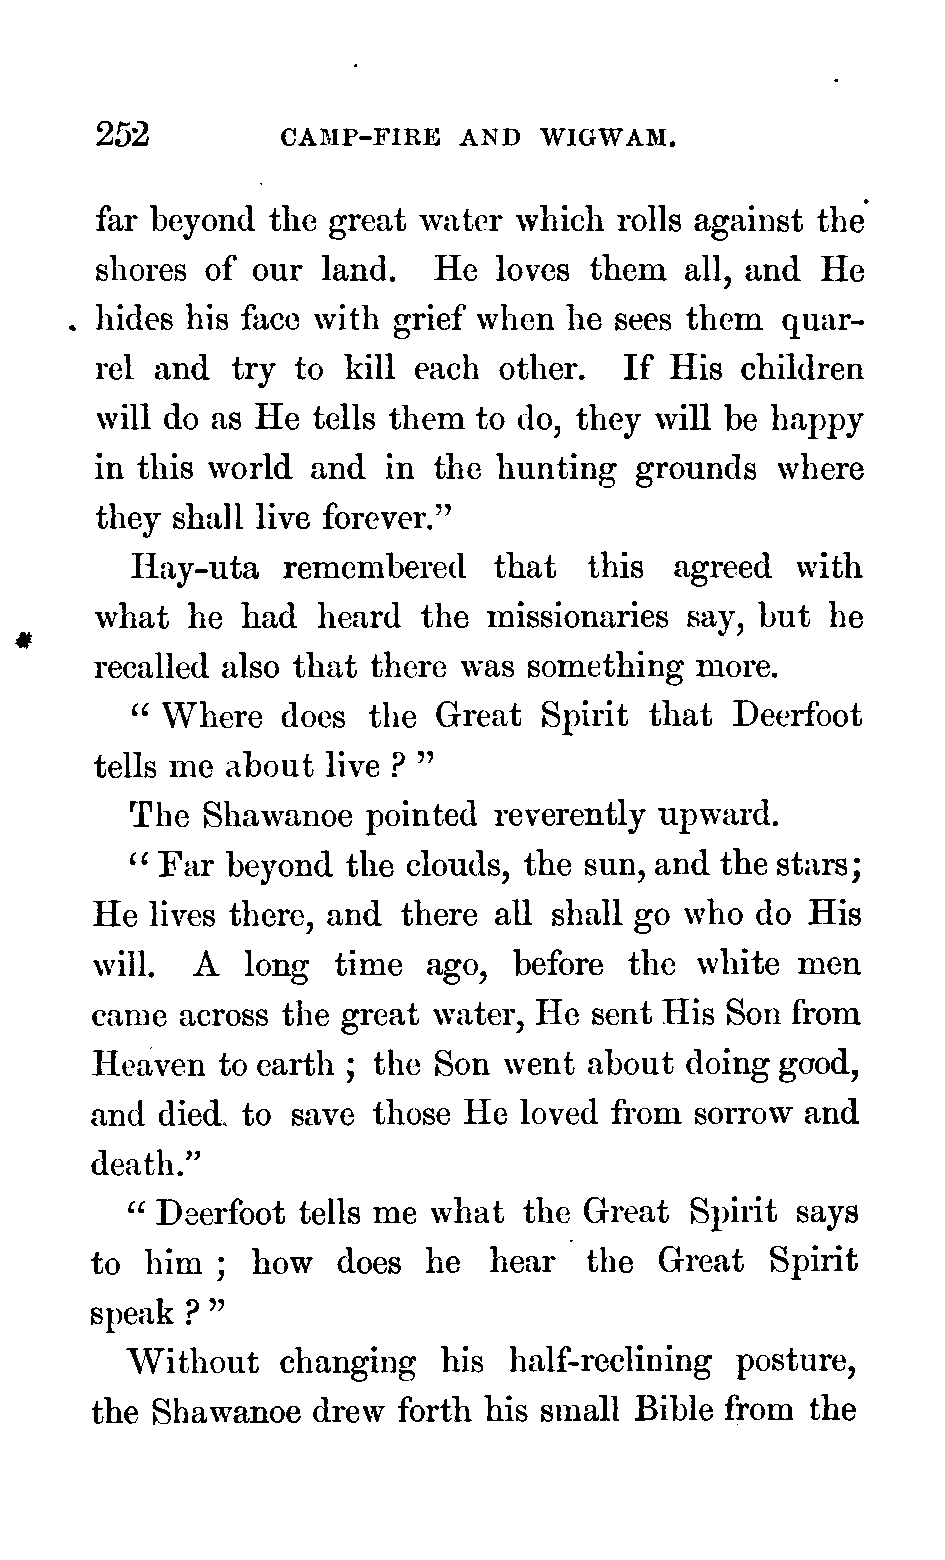 252 CAMP-FIRE AND WIGWAM.
far beyond the great water which rolls against the
shores of our land. He loves them all, and He
hides his face with grief when he sees them quar-
rel and try to kill each other. If His children
will do as He tells them to do, they will be happy
in this world and in the hunting grounds where
they shall live forever.”
Hay-uta remembered that this agreed with
what he had heard the missionaries say, but he
recalled also that there was something more.
“ Where does the Great Spirit that Deerfoot
tells me about live ? ”
The Shawanoe pointed reverently upward.
“ Far beyond the clouds, the sun, and the stars;
He lives there, and there all shall go who do His
will. A long time ago, before the white men
came across the great water, He sent His Son from
Heaven to earth ; the Son went about doing good,
and died to save those He loved from sorrow and
death.”
“ Deerfoot tells me what the Great Spirit says
to him ; how does he hear the Great Spirit
speak ? ”
Without changing his half-reclining posture,
the Shawanoe drew forth his small Bible from the